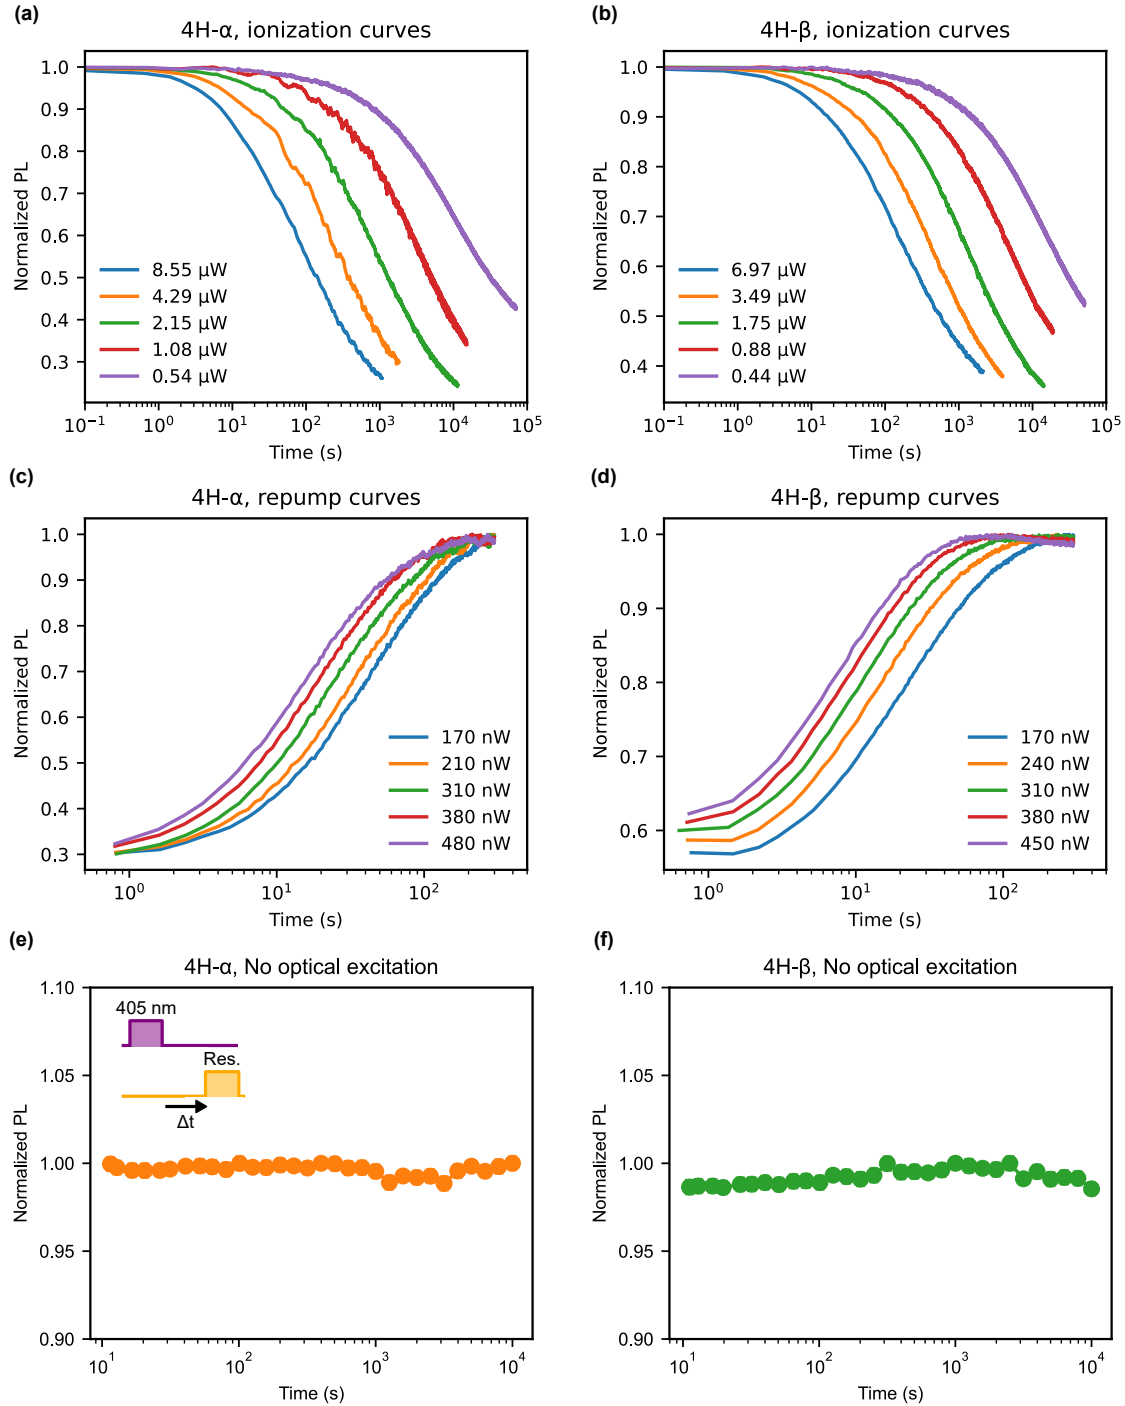 (a)
4H-α, ionization curves
Normalized PL
1.0
0.9
0.8
0.7
0.6
0.5
0.4
0.3
8.55 μW
4.29 μW
2.15 μW
1.08 μW
0.54 μW
10⁻¹ 10⁰ 10¹ 10² 10³ 10⁴ 10⁵
Time (s)
(b)
4H-β, ionization curves
Normalized PL
1.0
0.9
0.8
0.7
0.6
0.5
0.4
6.97 μW
3.49 μW
1.75 μW
0.88 μW
0.44 μW
10⁻¹ 10⁰ 10¹ 10² 10³ 10⁴ 10⁵
Time (s)
(c)
4H-α, repump curves
Normalized PL
1.0
0.9
0.8
0.7
0.6
0.5
0.4
0.3
170 nW
210 nW
310 nW
380 nW
480 nW
10⁰ 10¹ 10²
Time (s)
(d)
4H-β, repump curves
Normalized PL
1.0
0.9
0.8
0.7
0.6
170 nW
240 nW
310 nW
380 nW
450 nW
10⁰ 10¹ 10²
Time (s)
(e)
4H-α, No optical excitation
Normalized PL
1.10
1.05
1.00
0.95
0.90
405 nm
Res.
Δt
10¹ 10² 10³ 10⁴
Time (s)
(f)
4H-β, No optical excitation
Normalized PL
1.10
1.05
1.00
0.95
0.90
10¹ 10² 10³ 10⁴
Time (s)